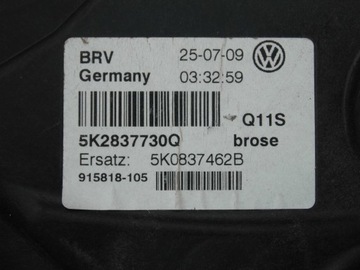 BRV 25-07-09
Germany 03:32:59
Q11S
5K2837730Q brose
Ersatz: 5K0837462B
915818-105